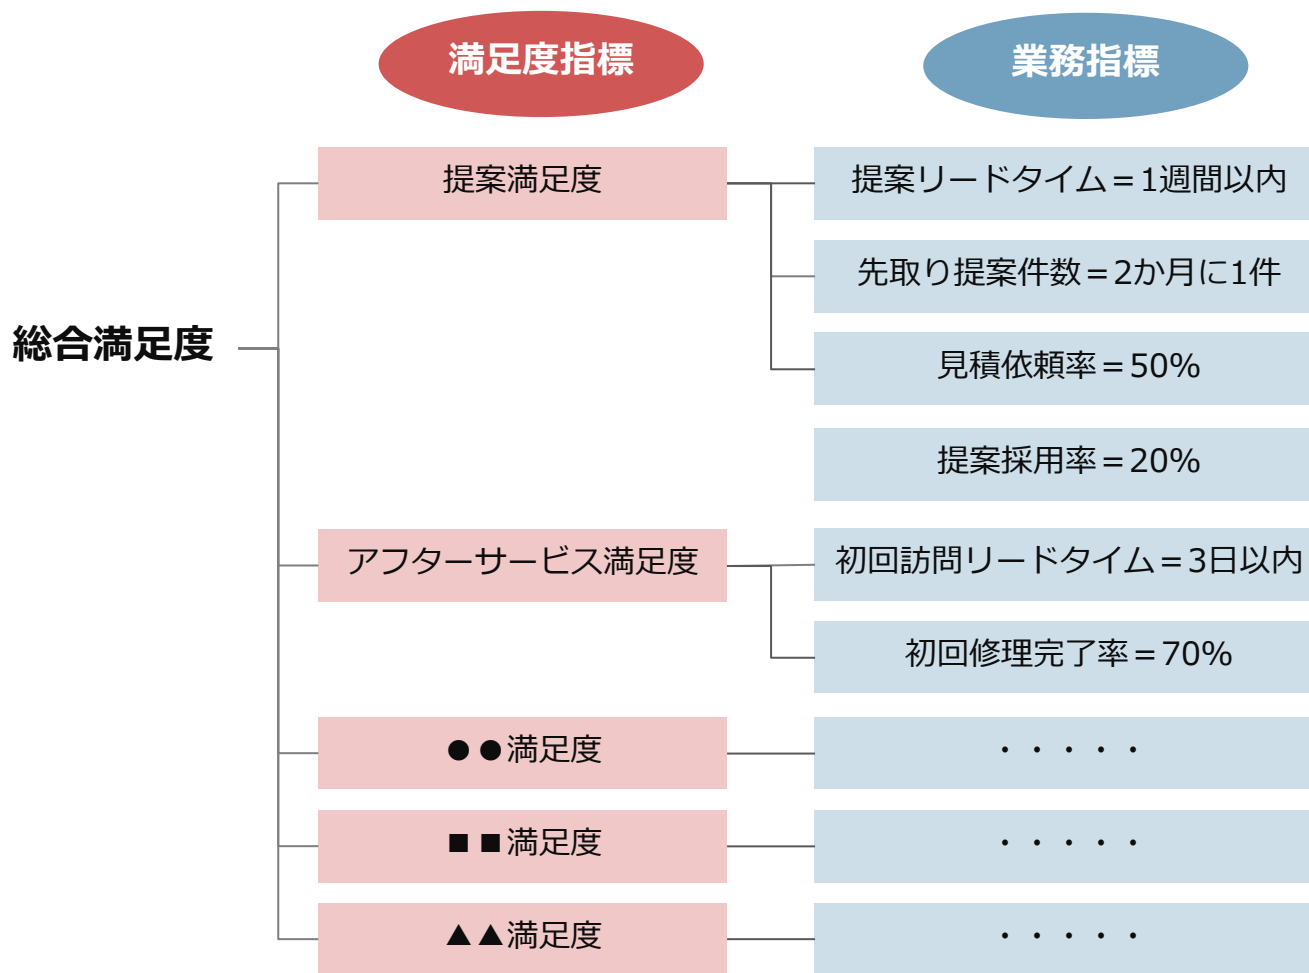 満足度指標
業務指標
総合満足度
提案満足度
提案リードタイム＝1週間以内
先取り提案件数＝2か月に1件
見積依頼率＝50%
提案採用率＝20%
アフターサービス満足度
初回訪問リードタイム＝3日以内
初回修理完了率＝70%
●●満足度
・・・・・
■■満足度
・・・・・
▲▲満足度
・・・・・